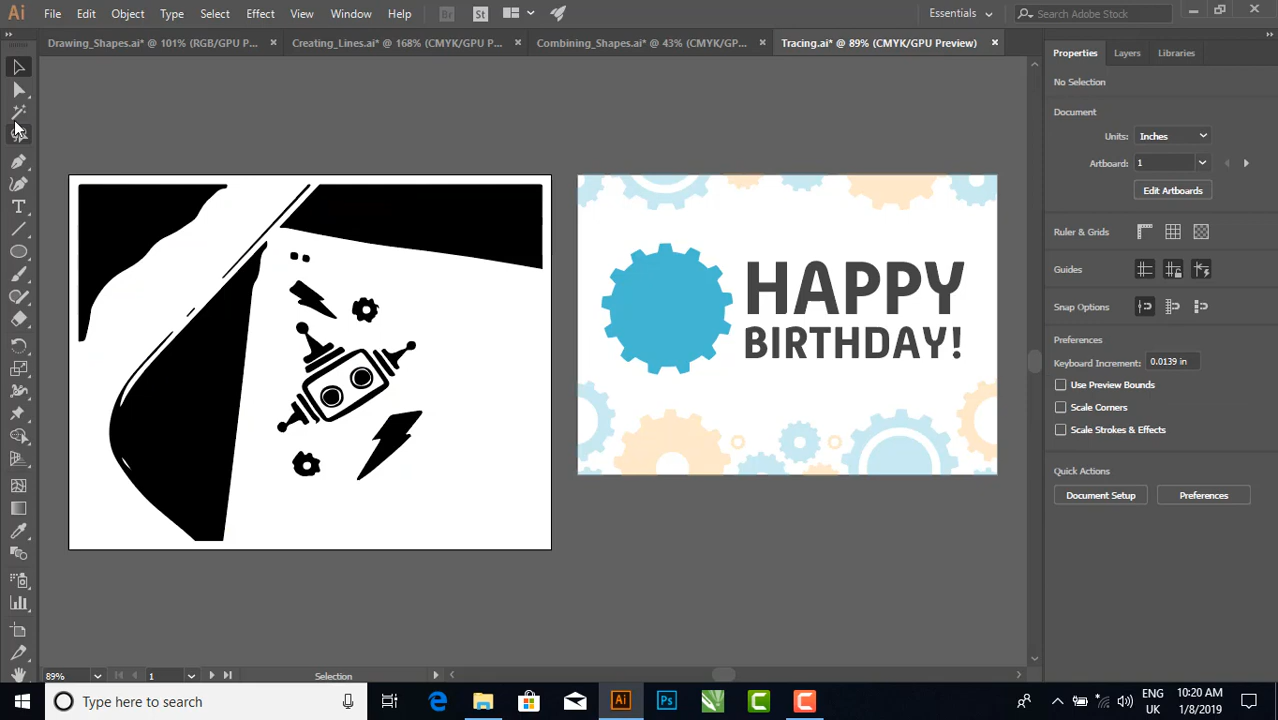 Ai File Edit Object Type Select Effect View Window Help Br St Essentials Search Adobe Stock
Drawing_Shapes.ai* @ 101% (RGB/GPU P... × Creating_Lines.ai* @ 168% (CMYK/GPU P... × Combining_Shapes.ai* @ 43% (CMYK/GP... × Tracing.ai* @ 89% (CMYK/GPU Preview) ×
Properties Layers Libraries
No Selection
Document
Units: Inches
Artboard: 1
Edit Artboards
Ruler & Grids
Guides
Snap Options
Preferences
Keyboard Increment: 0.0139 in
Use Preview Bounds
Scale Corners
Scale Strokes & Effects
Quick Actions
Document Setup Preferences
HAPPY
BIRTHDAY!
89% 1 Selection
Type here to search
Ai Ps
ENG
UK
10:20 AM
1/8/2019